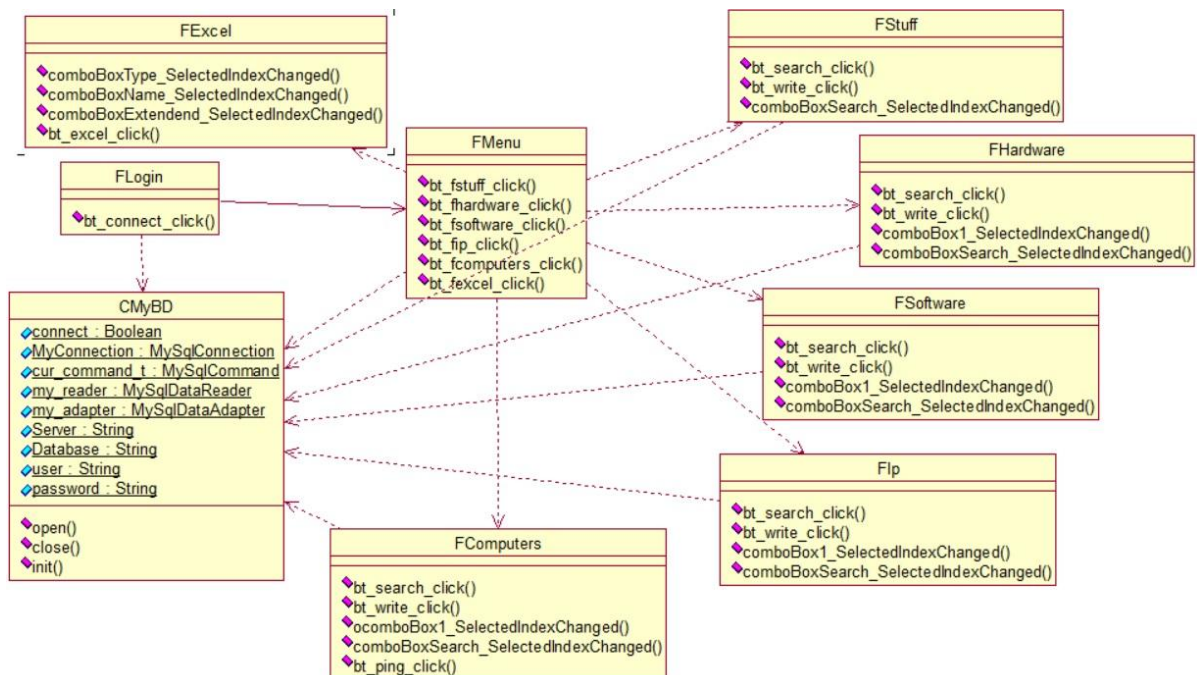 FExcel
comboBoxType_SelectedIndexChanged()
comboBoxName_SelectedIndexChanged()
comboBoxExtendend_SelectedIndexChanged()
bt_excel_click()
FLogin
bt_connect_click()
FMenu
bt_fstuff_click()
bt_fhardware_click()
bt_fsoftware_click()
bt_fip_click()
bt_fcomputers_click()
bt_fexcel_click()
FStuff
bt_search_click()
bt_write_click()
comboBoxSearch_SelectedIndexChanged()
FHardware
bt_search_click()
bt_write_click()
comboBox1_SelectedIndexChanged()
comboBoxSearch_SelectedIndexChanged()
CMyBD
connect : Boolean
MyConnection : MySqlConnection
cur_command_t : MySqlCommand
my_reader : MySqlDataReader
my_adapter : MySqlDataAdapter
Server : String
Database : String
user : String
password : String
open()
close()
init()
FSoftware
bt_search_click()
bt_write_click()
comboBox1_SelectedIndexChanged()
comboBoxSearch_SelectedIndexChanged()
FIp
bt_search_click()
bt_write_click()
comboBox1_SelectedIndexChanged()
comboBoxSearch_SelectedIndexChanged()
FComputers
bt_search_click()
bt_write_click()
ocomboBox1_SelectedIndexChanged()
comboBoxSearch_SelectedIndexChanged()
bt_ping_click()